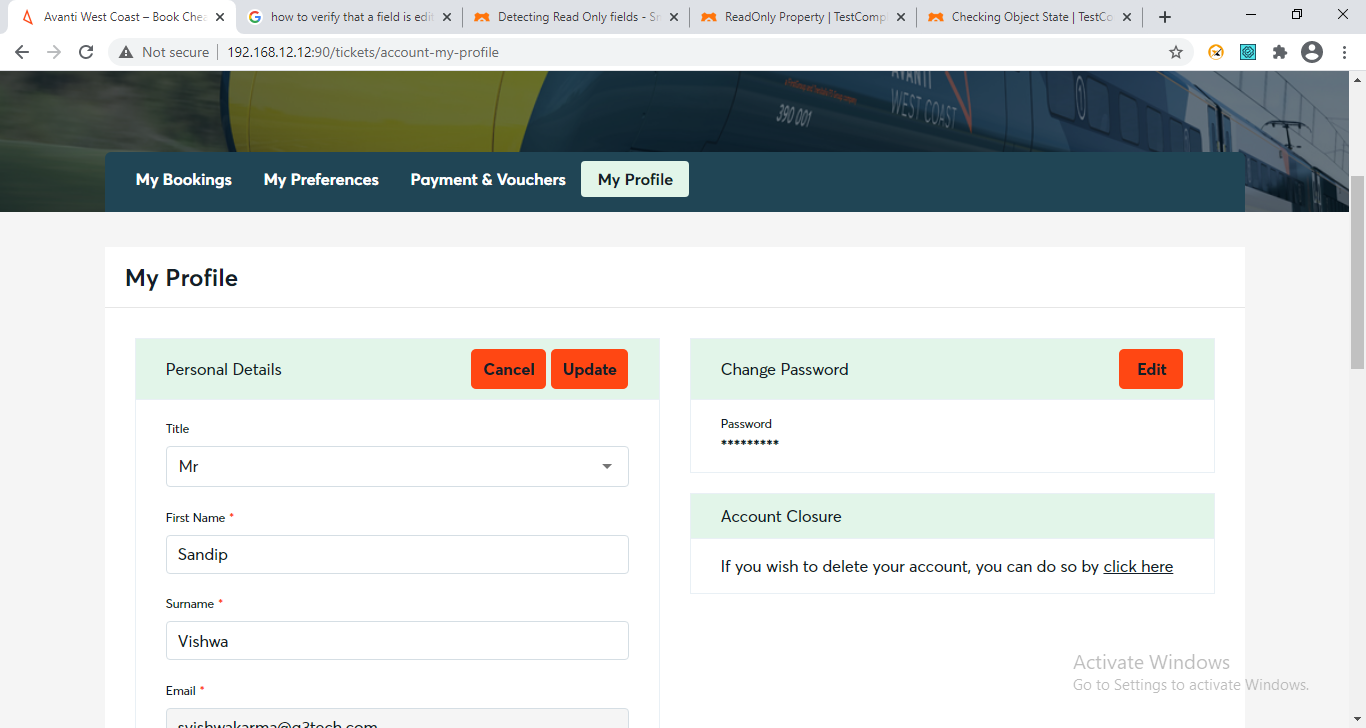 Avanti West Coast – Book Chea
how to verify that a field is edit
Detecting Read Only fields - Sm
ReadOnly Property | TestCompl
Checking Object State | TestCo
Not secure
192.168.12.12:90/tickets/account-my-profile
390 001
AVANTI
WEST COAST
My Bookings
My Preferences
Payment & Vouchers
My Profile
My Profile
Personal Details
Cancel
Update
Title
Mr
First Name *
Sandip
Surname *
Vishwa
Email *
svishwakarma@q3tech.com
Change Password
Edit
Password
*********
Account Closure
If you wish to delete your account, you can do so by click here
Activate Windows
Go to Settings to activate Windows.